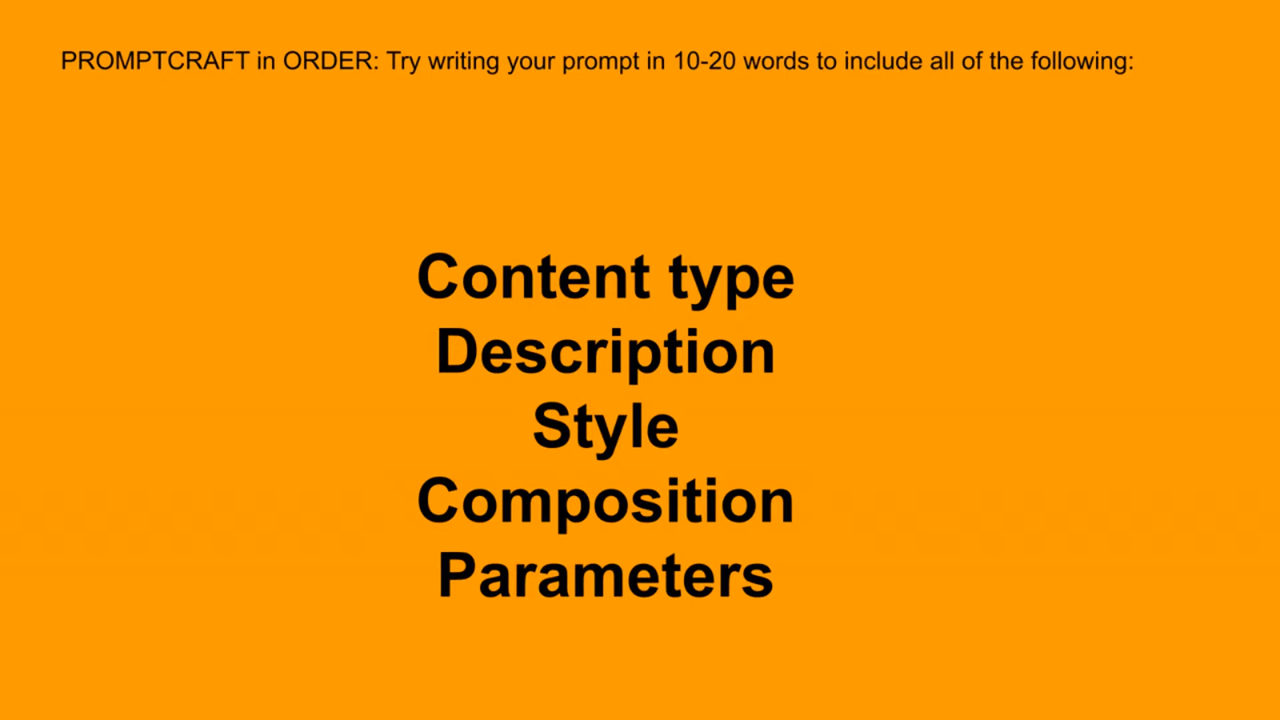 PROMPTCRAFT in ORDER: Try writing your prompt in 10-20 words to include all of the following:
Content type
Description
Style
Composition
Parameters